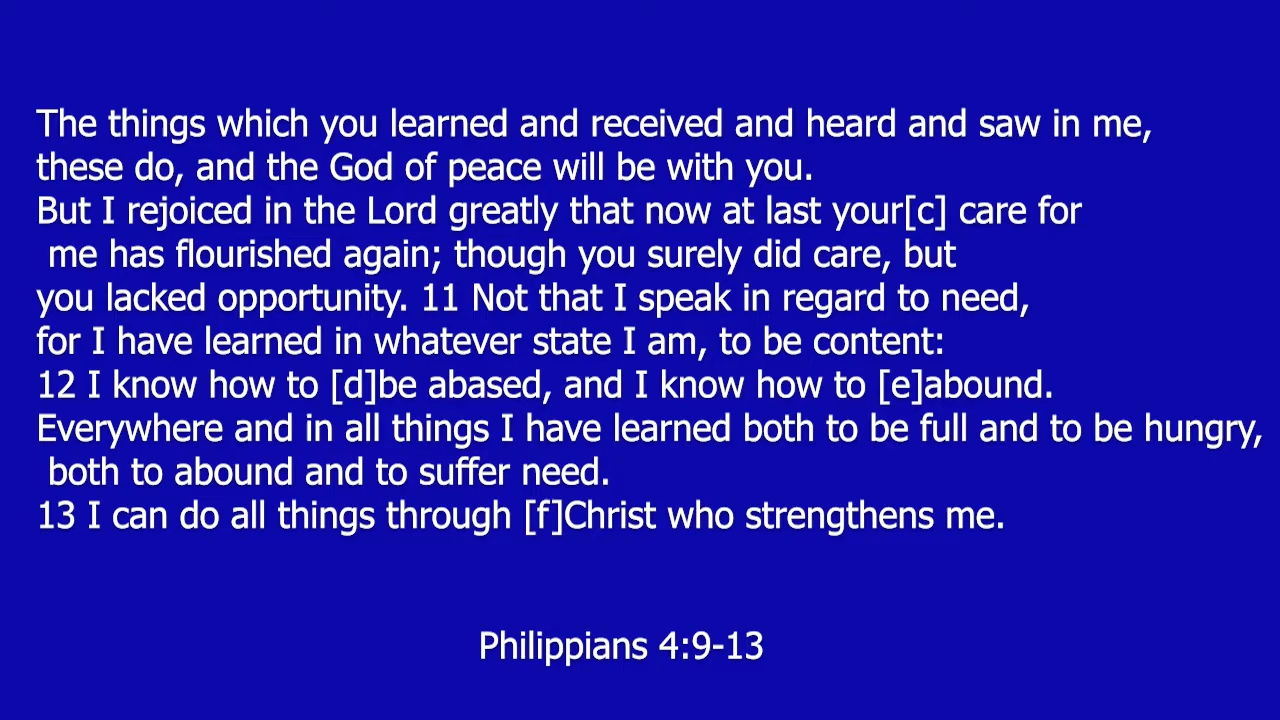 The things which you learned and received and heard and saw in me,
these do, and the God of peace will be with you.
But I rejoiced in the Lord greatly that now at last your[c] care for
me has flourished again; though you surely did care, but
you lacked opportunity. 11 Not that I speak in regard to need,
for I have learned in whatever state I am, to be content:
12 I know how to [d]be abased, and I know how to [e]abound.
Everywhere and in all things I have learned both to be full and to be hungry,
both to abound and to suffer need.
13 I can do all things through [f]Christ who strengthens me.
Philippians 4:9-13